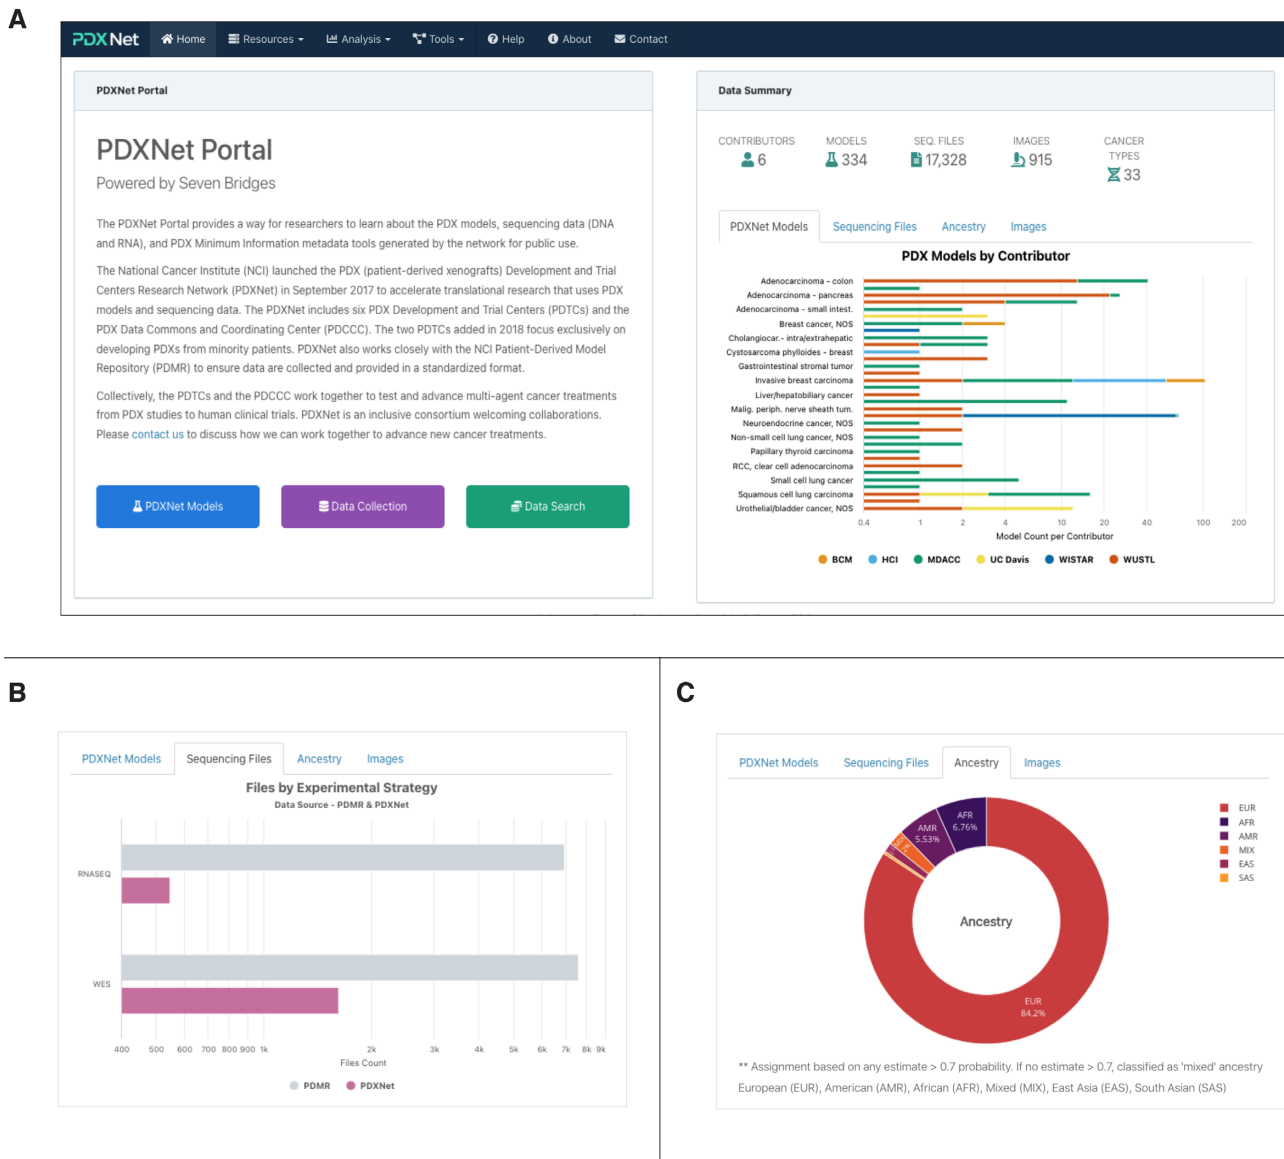 A
PDXNet
Home
Resources
Analysis
Tools
Help
About
Contact
PDXNet Portal
PDXNet Portal
Powered by Seven Bridges
The PDXNet Portal provides a way for researchers to learn about the PDX models, sequencing data (DNA
and RNA), and PDX Minimum Information metadata tools generated by the network for public use.
The National Cancer Institute (NCI) launched the PDX (patient-derived xenografts) Development and Trial
Centers Research Network (PDXNet) in September 2017 to accelerate translational research that uses PDX
models and sequencing data. The PDXNet includes six PDX Development and Trial Centers (PDTCs) and the
PDX Data Commons and Coordinating Center (PDCCC). The two PDTCs added in 2018 focus exclusively on
developing PDXs from minority patients. PDXNet also works closely with the NCI Patient-Derived Model
Repository (PDMR) to ensure data are collected and provided in a standardized format.
Collectively, the PDTCs and the PDCCC work together to test and advance multi-agent cancer treatments
from PDX studies to human clinical trials. PDXNet is an inclusive consortium welcoming collaborations.
Please contact us to discuss how we can work together to advance new cancer treatments.
PDXNet Models
Data Collection
Data Search
Data Summary
CONTRIBUTORS
6
MODELS
334
SEQ. FILES
17,328
IMAGES
915
CANCER
TYPES
33
PDXNet Models
Sequencing Files
Ancestry
Images
PDX Models by Contributor
Adenocarcinoma - colon
Adenocarcinoma - pancreas
Adenocarcinoma - small intest.
Breast cancer, NOS
Cholangiocar.- intra/extrahepatic
Cystosarcoma phylloides - breast
Gastrointestinal stromal tumor
Invasive breast carcinoma
Liver/hepatobiliary cancer
Malig. periph. nerve sheath tum.
Neuroendocrine cancer, NOS
Non-small cell lung cancer, NOS
Papillary thyroid carcinoma
RCC, clear cell adenocarcinoma
Small cell lung cancer
Squamous cell lung carcinoma
Urothelial/bladder cancer, NOS
0.4 1 2 4 10 20 40 100 200
Model Count per Contributor
BCM HCI MDACC UC Davis WISTAR WUSTL
B
PDXNet Models
Sequencing Files
Ancestry
Images
Files by Experimental Strategy
Data Source - PDMR & PDXNet
RNASEQ
WES
400 500 600 700 800 900 1k 2k 3k 4k 5k 6k 7k 8k 9k
Files Count
PDMR PDXNet
C
PDXNet Models
Sequencing Files
Ancestry
Images
AFR
6.76%
AMR
5.53%
MIX
Ancestry
EUR
84.2%
EUR
AFR
AMR
MIX
EAS
SAS
** Assignment based on any estimate > 0.7 probability. If no estimate > 0.7, classified as 'mixed' ancestry
European (EUR), American (AMR), African (AFR), Mixed (MIX), East Asia (EAS), South Asian (SAS)